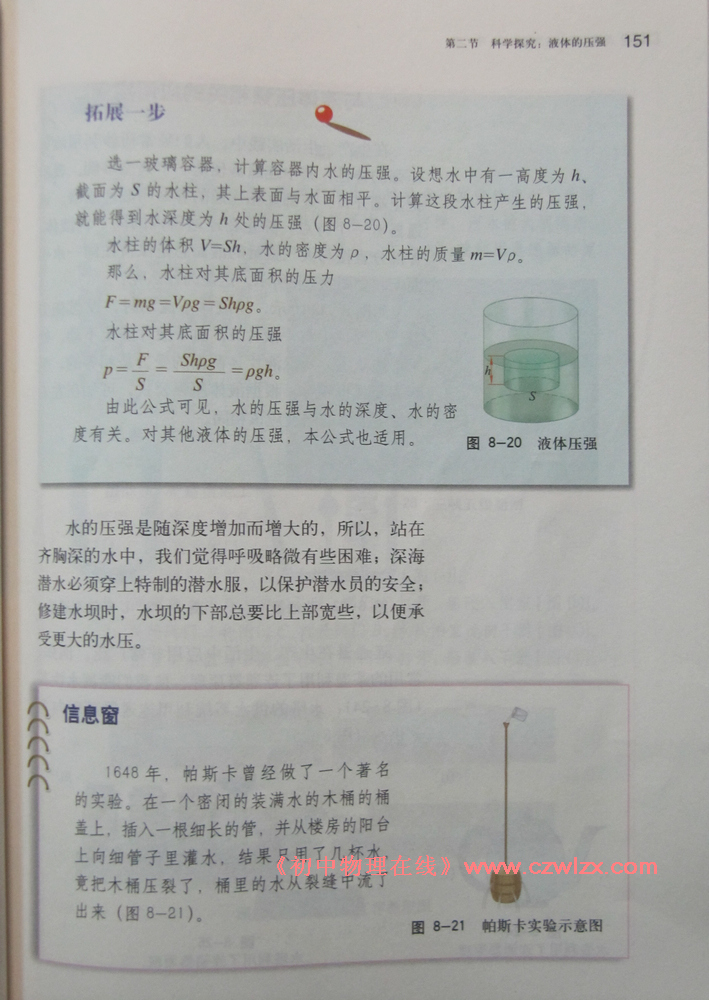 第二节 科学探究：液体的压强 151
拓展一步
选一玻璃容器，计算容器内水的压强。设想水中有一高度为 h、
截面为 S 的水柱，其上表面与水面相平。计算这段水柱产生的压强，
就能得到水深度为 h 处的压强（图 8-20）。
水柱的体积 V=Sh，水的密度为 ρ，水柱的质量 m=Vρ。
那么，水柱对其底面积的压力
F=mg=Vρg=Shρg。
水柱对其底面积的压强
p= F/S = Shρg/S =ρgh。
由此公式可见，水的压强与水的深度、水的密
度有关。对其他液体的压强，本公式也适用。
h
S
图 8-20 液体压强
水的压强是随深度增加而增大的，所以，站在
齐胸深的水中，我们觉得呼吸略微有些困难；深海
潜水必须穿上特制的潜水服，以保护潜水员的安全；
修建水坝时，水坝的下部总要比上部宽些，以便承
受更大的水压。
信息窗
1648 年，帕斯卡曾经做了一个著名
的实验。在一个密闭的装满水的木桶的桶
盖上，插入一根细长的管，并从楼房的阳台
上向细管子里灌水，结果只用了几杯水，
竟把木桶压裂了，桶里的水从裂缝中流了
出来（图 8-21）。
《初中物理在线》www.czwlzx.com
图 8-21 帕斯卡实验示意图